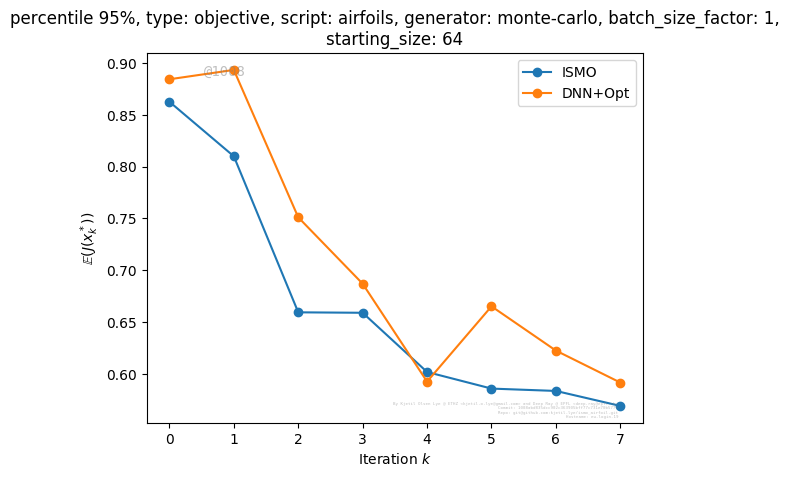 percentile 95%, type: objective, script: airfoils, generator: monte-carlo, batch_size_factor: 1,
starting_size: 64
0.90
0.85
0.80
0.75
0.70
0.65
0.60
𝔼(J(x*_k))
ISMO
DNN+Opt
0 1 2 3 4 5 6 7
Iteration k